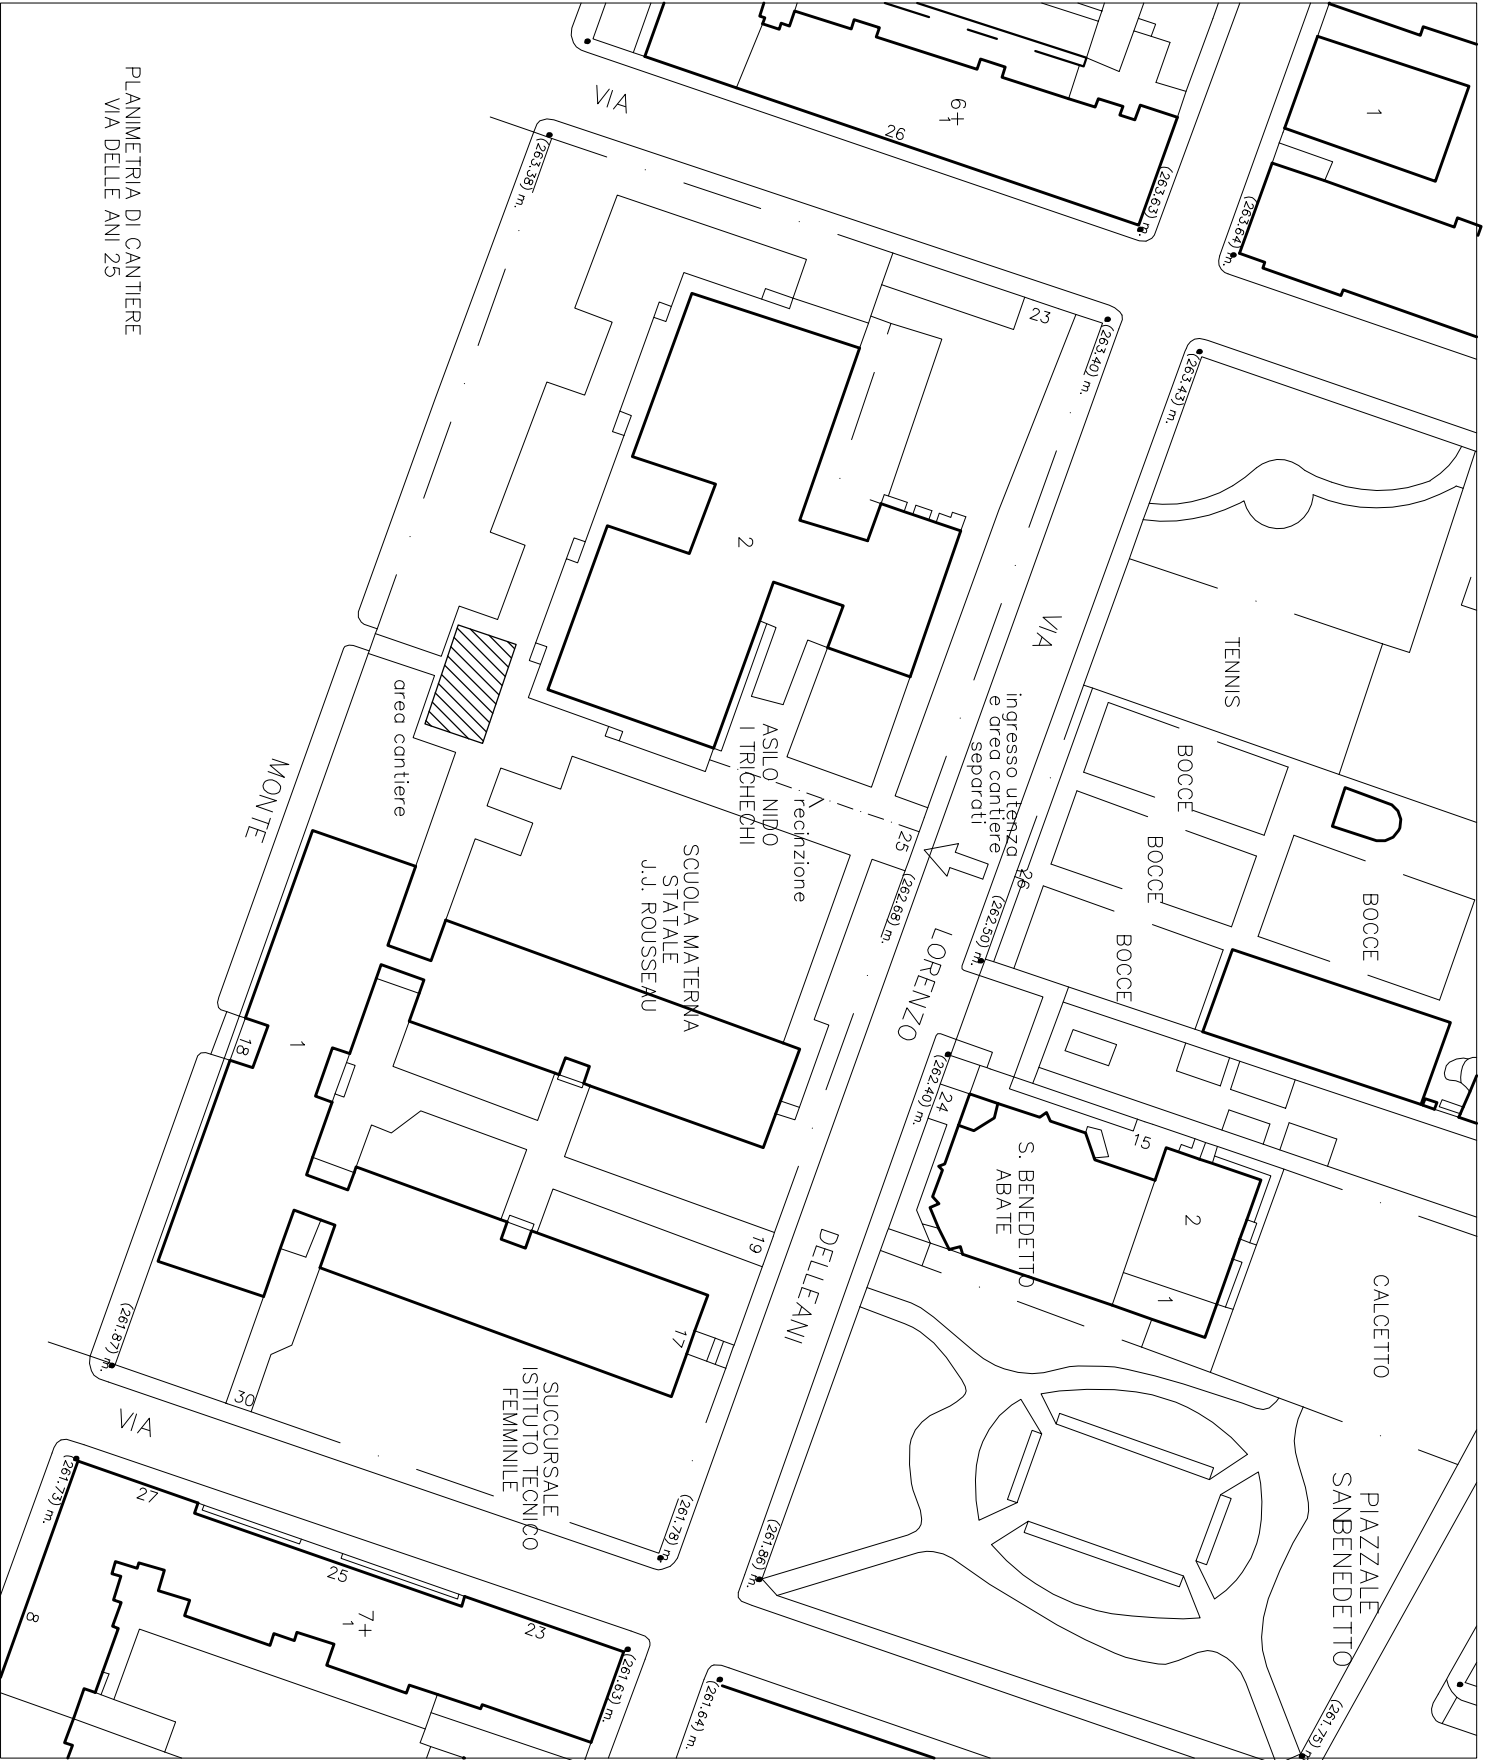 PLANIMETRIA DI CANTIERE
VIA DELLE ANI 25
VIA
(263.38) m.
26
6+
1
(263.63) m.
(263.64) m.
1
23
(263.40) m.
(263.43) m.
2
VIA
TENNIS
BOCCE
BOCCE
BOCCE
BOCCE
ingresso utenza
e area cantiere
separati
recinzione
ASILO NIDO
I TRICHECHI
area cantiere
MONTE
25
26
(262.68) m.
(262.50) m.
LORENZO
SCUOLA MATERNA
STATALE
J.J. ROUSSEAU
18
1
(262.40) m.
24
15
S. BENEDETTO
ABATE
2
1
CALCETTO
19
DELLEANI
17
PIAZZALE
SANBENEDETTO
SUCCURSALE
ISTITUTO TECNICO
FEMMINILE
(261.87) m.
30
VIA
(261.78) m.
(261.86) m.
(261.75) m.
(261.73) m.
27
25
23
7+
1
8
(261.63) m.
(261.64) m.